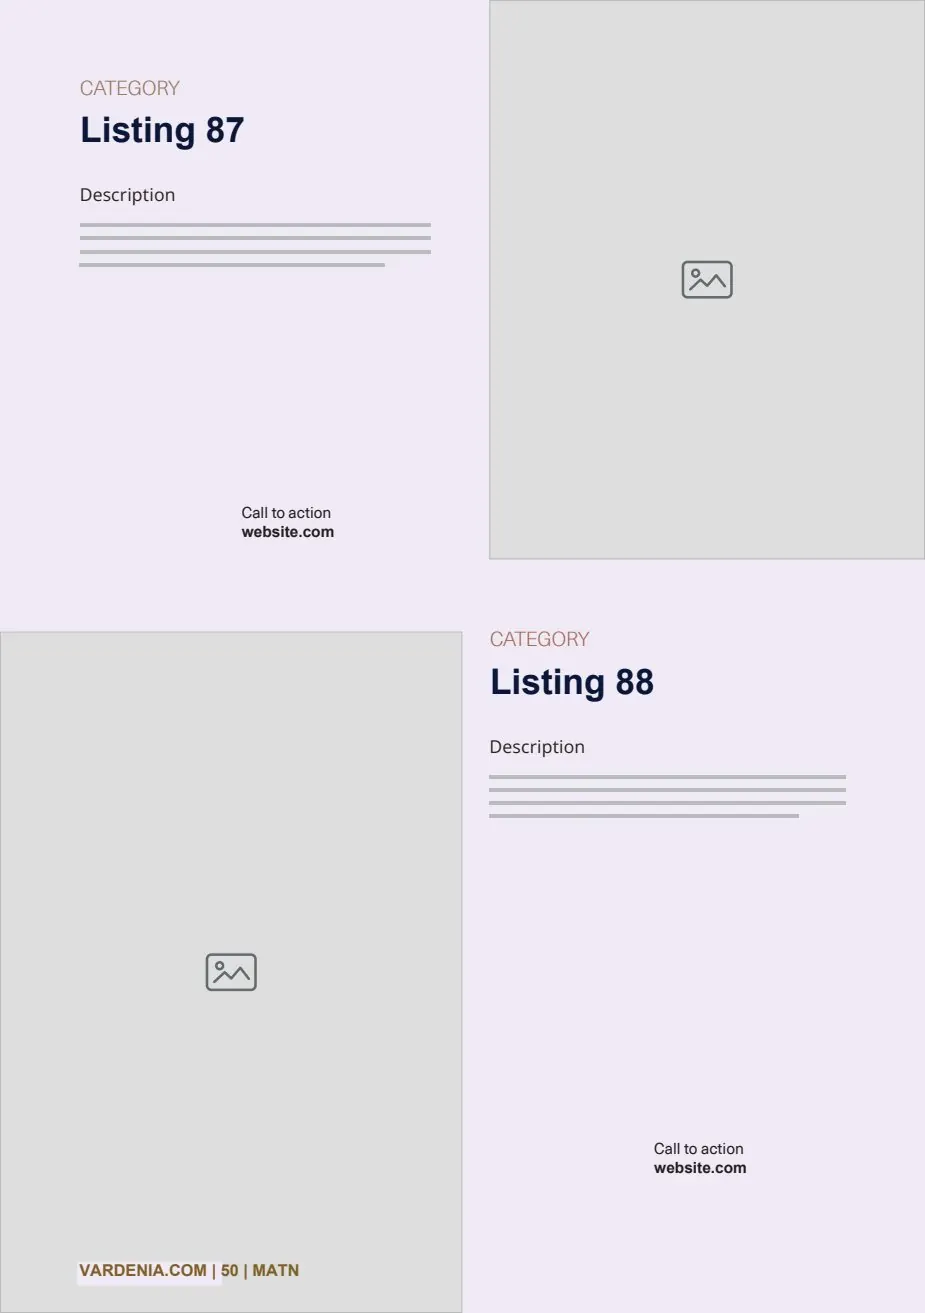 CATEGORY
Listing 87
Description
Call to action
website.com
CATEGORY
Listing 88
Description
Call to action
website.com
VARDENIA.COM | 50 | MATN